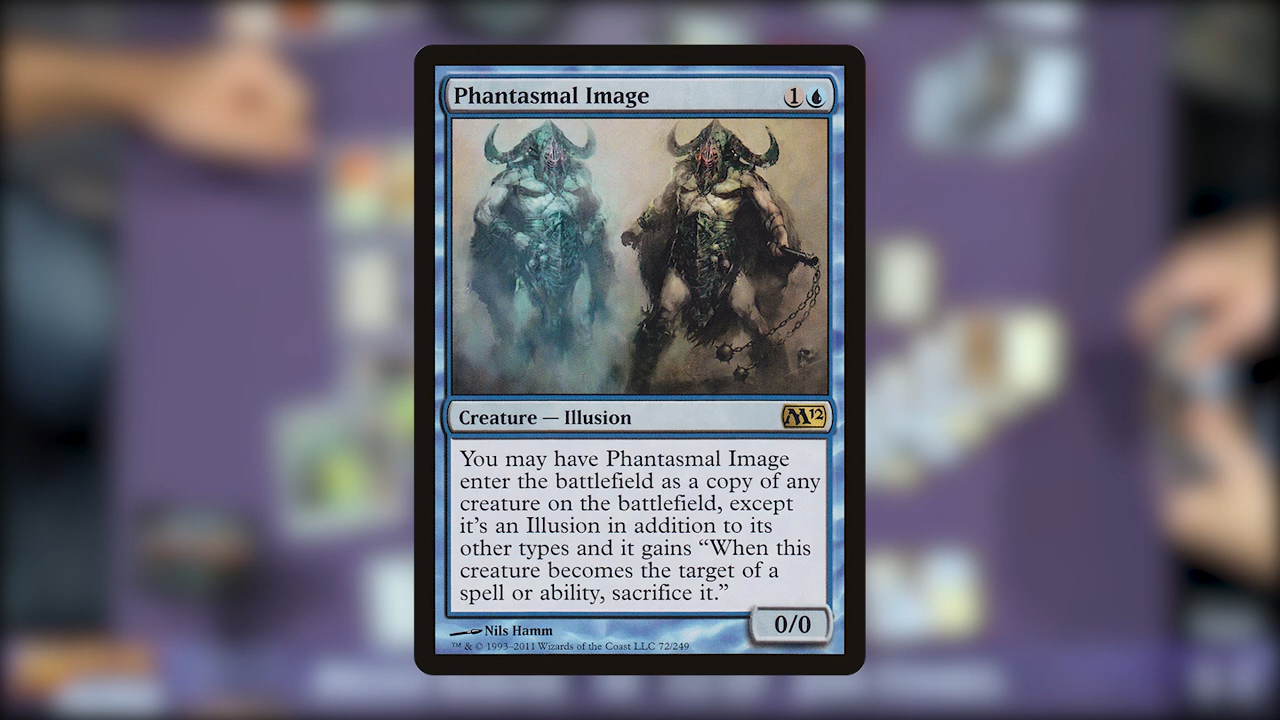 Phantasmal Image
1
Creature — Illusion
M12
You may have Phantasmal Image
enter the battlefield as a copy of any
creature on the battlefield, except
it's an Illusion in addition to its
other types and it gains “When this
creature becomes the target of a
spell or ability, sacrifice it.”
0/0
Nils Hamm
™ & © 1993–2011 Wizards of the Coast LLC 72/249